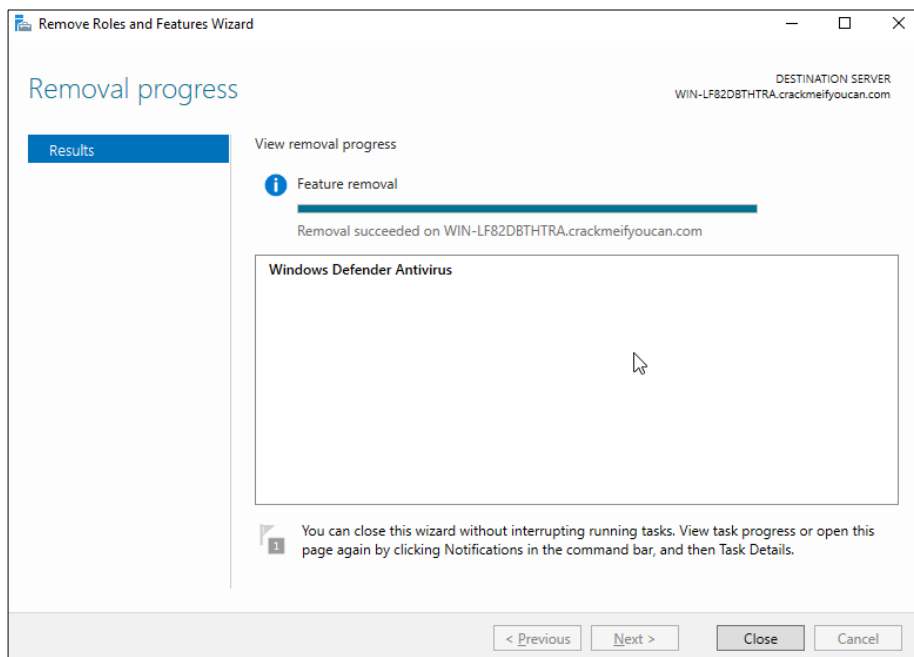 Remove Roles and Features Wizard
Removal progress
DESTINATION SERVER
WIN-LF82DBTHTRA.crackmeifyoucan.com
Results
View removal progress
Feature removal
Removal succeeded on WIN-LF82DBTHTRA.crackmeifyoucan.com
Windows Defender Antivirus
1
You can close this wizard without interrupting running tasks. View task progress or open this
page again by clicking Notifications in the command bar, and then Task Details.
< Previous
Next >
Close
Cancel